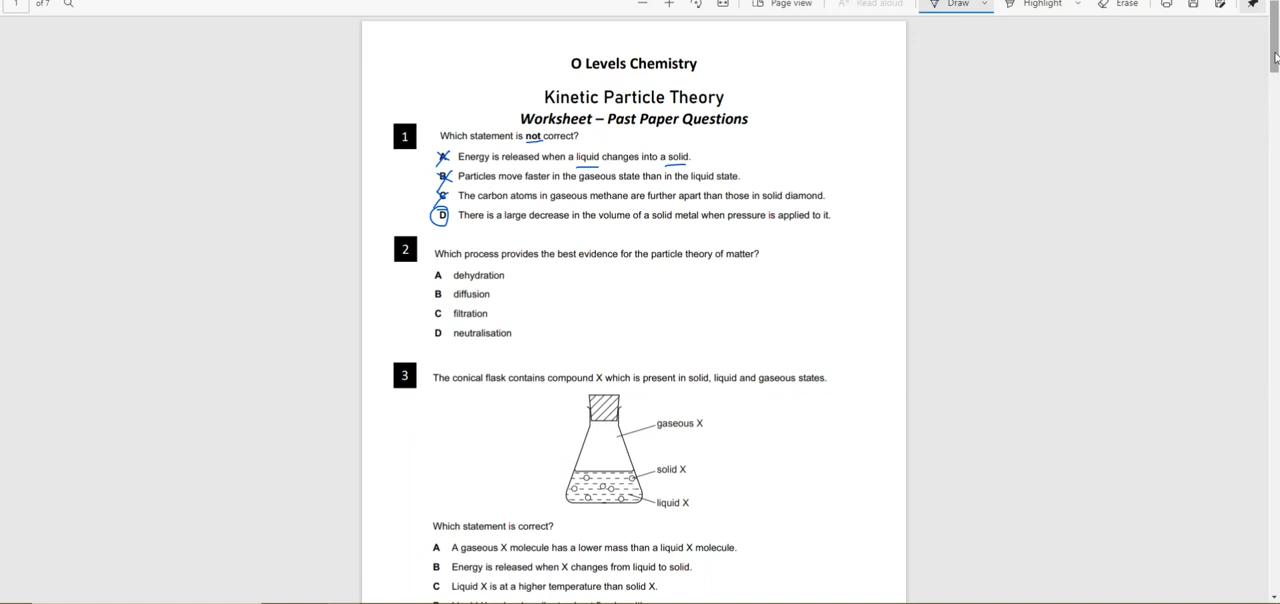 1 of 7 Page view Read aloud Draw Highlight Erase
O Levels Chemistry
Kinetic Particle Theory
Worksheet – Past Paper Questions
1 Which statement is not correct?
A Energy is released when a liquid changes into a solid.
B Particles move faster in the gaseous state than in the liquid state.
C The carbon atoms in gaseous methane are further apart than those in solid diamond.
D There is a large decrease in the volume of a solid metal when pressure is applied to it.
2 Which process provides the best evidence for the particle theory of matter?
A dehydration
B diffusion
C filtration
D neutralisation
3 The conical flask contains compound X which is present in solid, liquid and gaseous states.
gaseous X
solid X
liquid X
Which statement is correct?
A A gaseous X molecule has a lower mass than a liquid X molecule.
B Energy is released when X changes from liquid to solid.
C Liquid X is at a higher temperature than solid X.